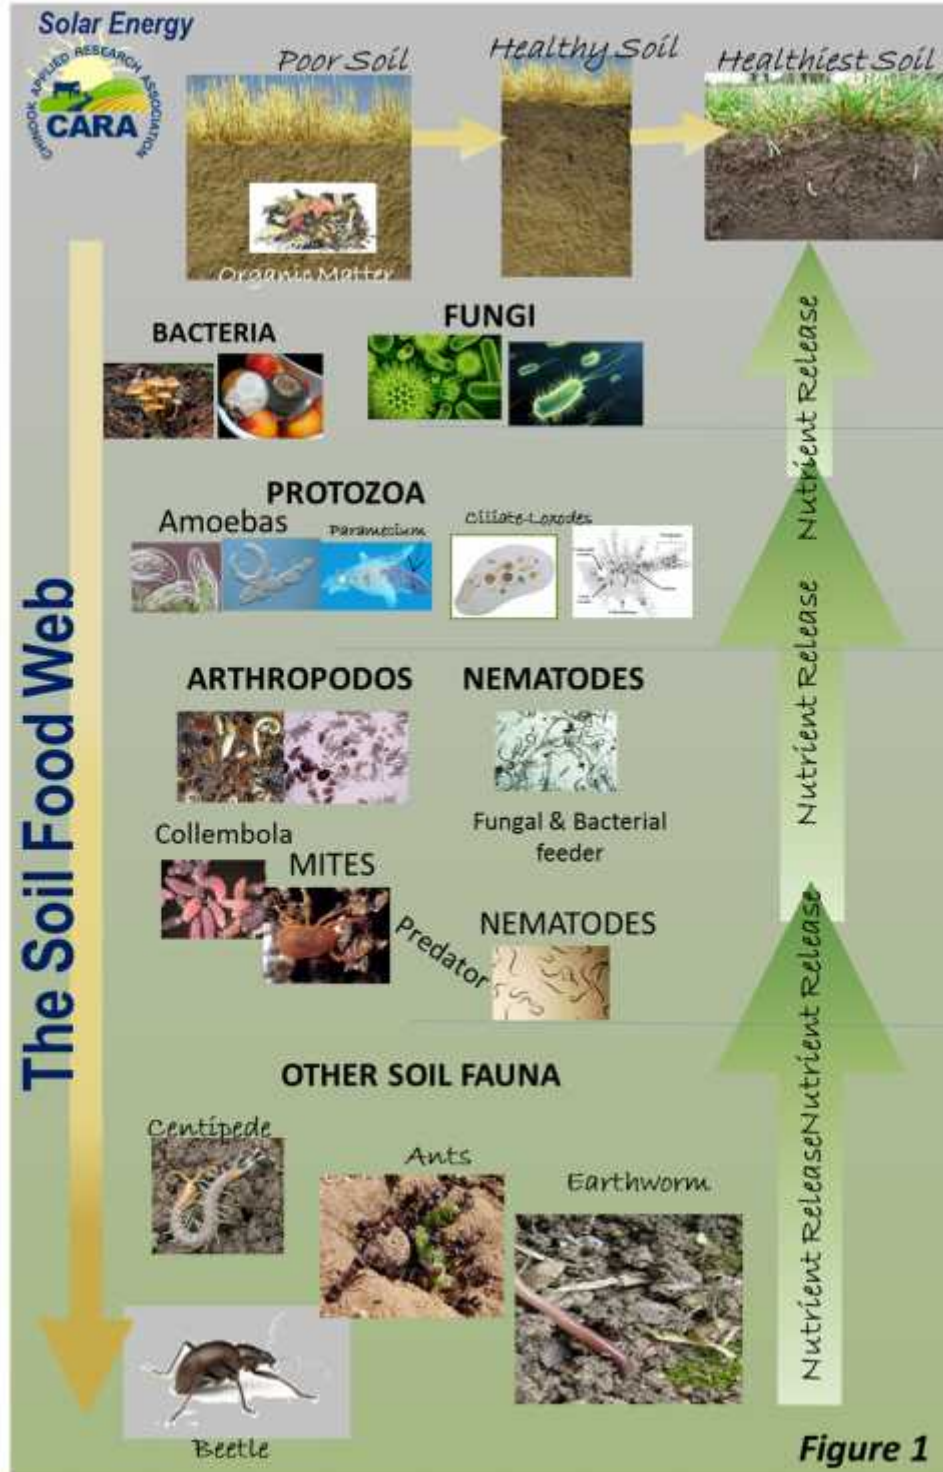 Solar Energy
CHINOOK APPLIED RESEARCH ASSOCIATION
CARA
Poor Soil
Healthy Soil
Healthiest Soil
Organic Matter
BACTERIA
FUNGI
PROTOZOA
Amoebas
Paramecium
Ciliate-Loxodes
ARTHROPODOS
NEMATODES
Collembola
MITES
Fungal & Bacterial
feeder
Predator
NEMATODES
OTHER SOIL FAUNA
Centipede
Ants
Earthworm
Beetle
The Soil Food Web
Nutrient Release
Nutrient Release
Nutrient Release
Nutrient Release
Figure 1